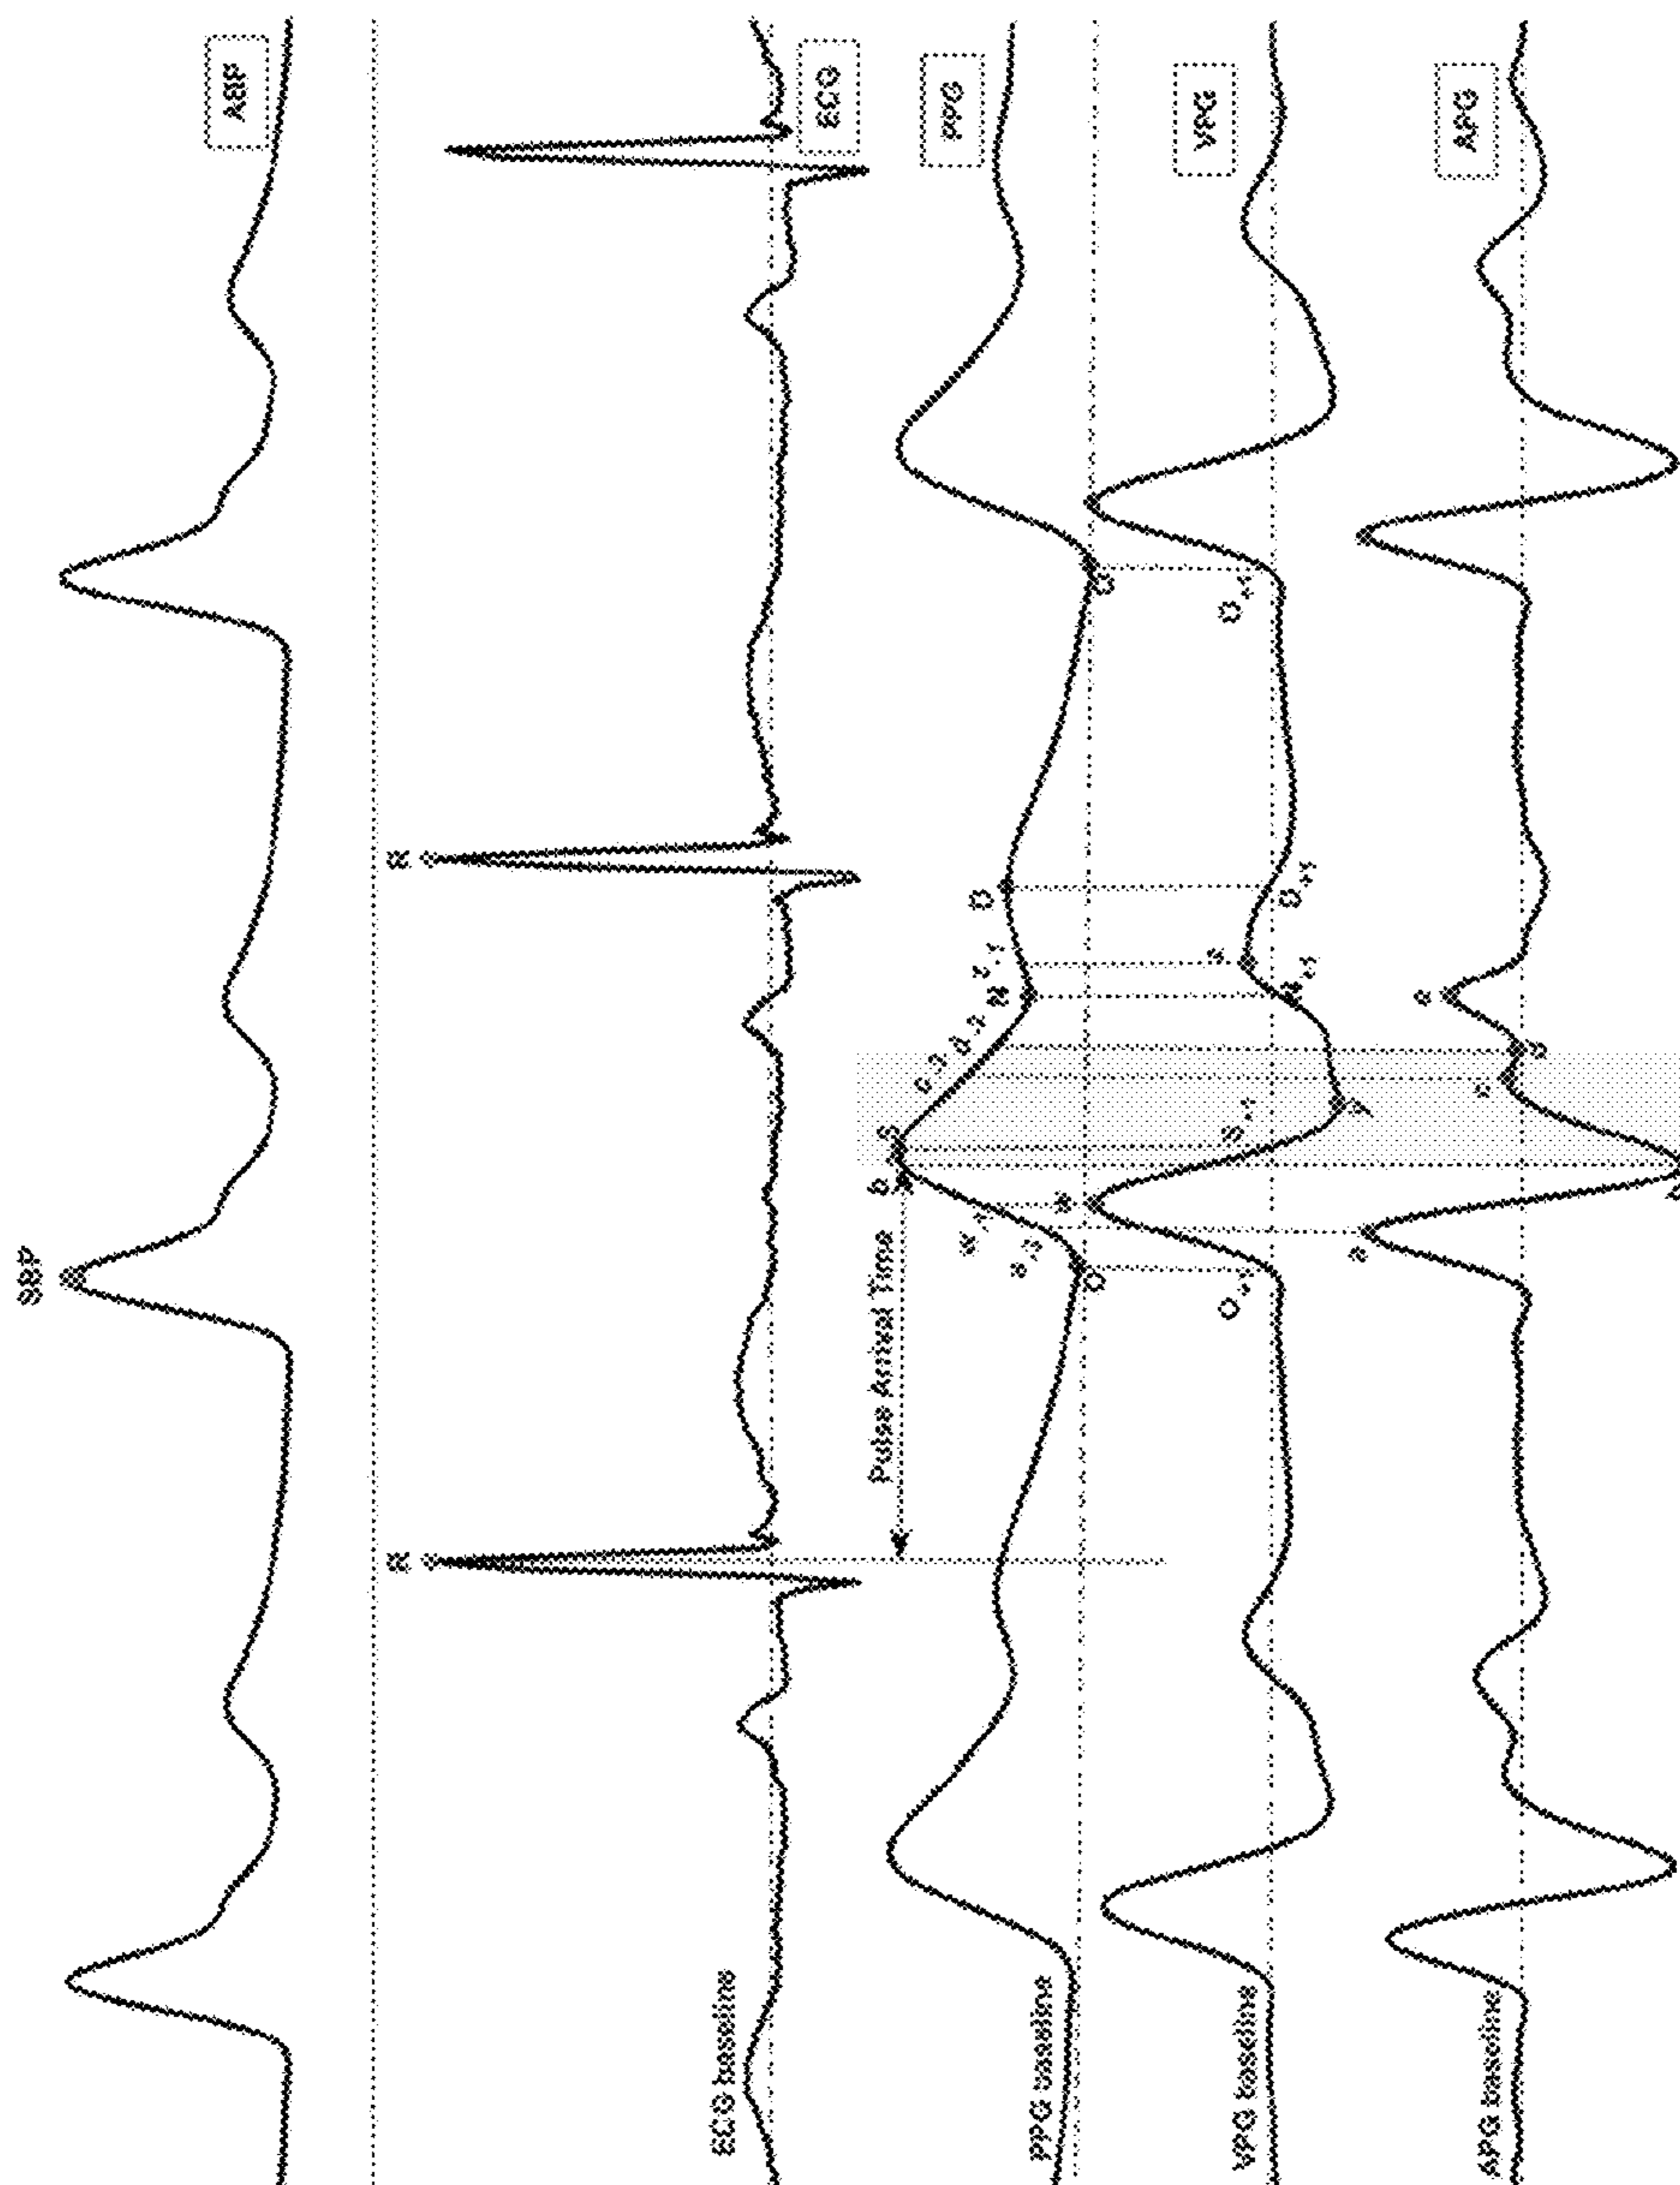 SBP
ABP
R
R
ECG baseline
ECG
Pulse Arrival Time
PPG
b
S
N
D
O
O
PPG baseline
VPG
w
y
VPG baseline
APG
a
c
d
e
APG baseline